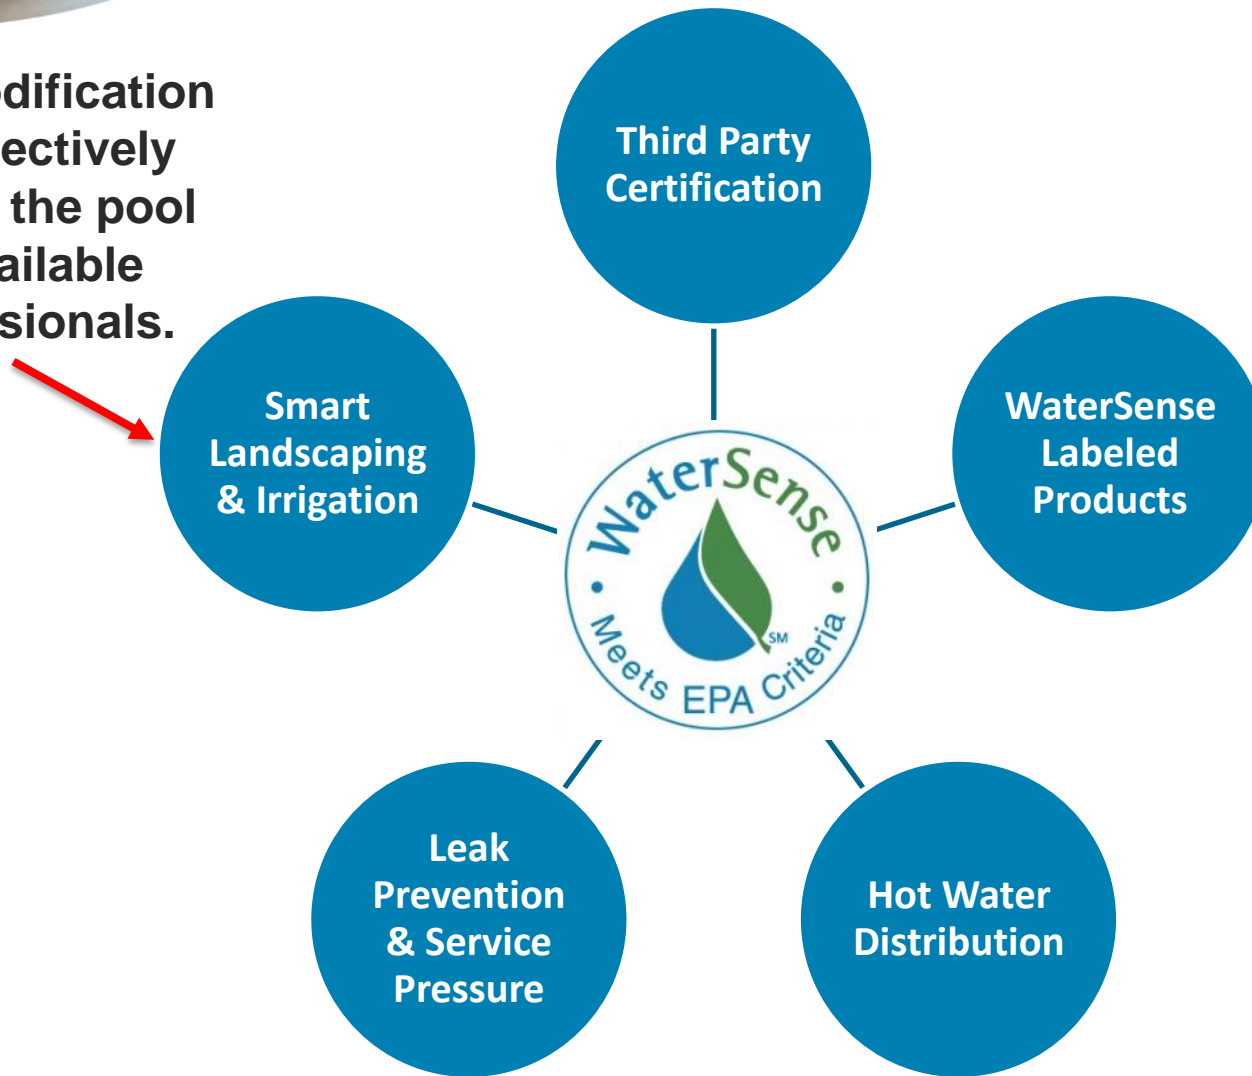 odification
ectively
the pool
ailable
sionals.
Third Party
Certification
Smart
Landscaping
& Irrigation
WaterSense
Labeled
Products
WaterSense
SM
Meets EPA Criteria
Leak
Prevention
& Service
Pressure
Hot Water
Distribution